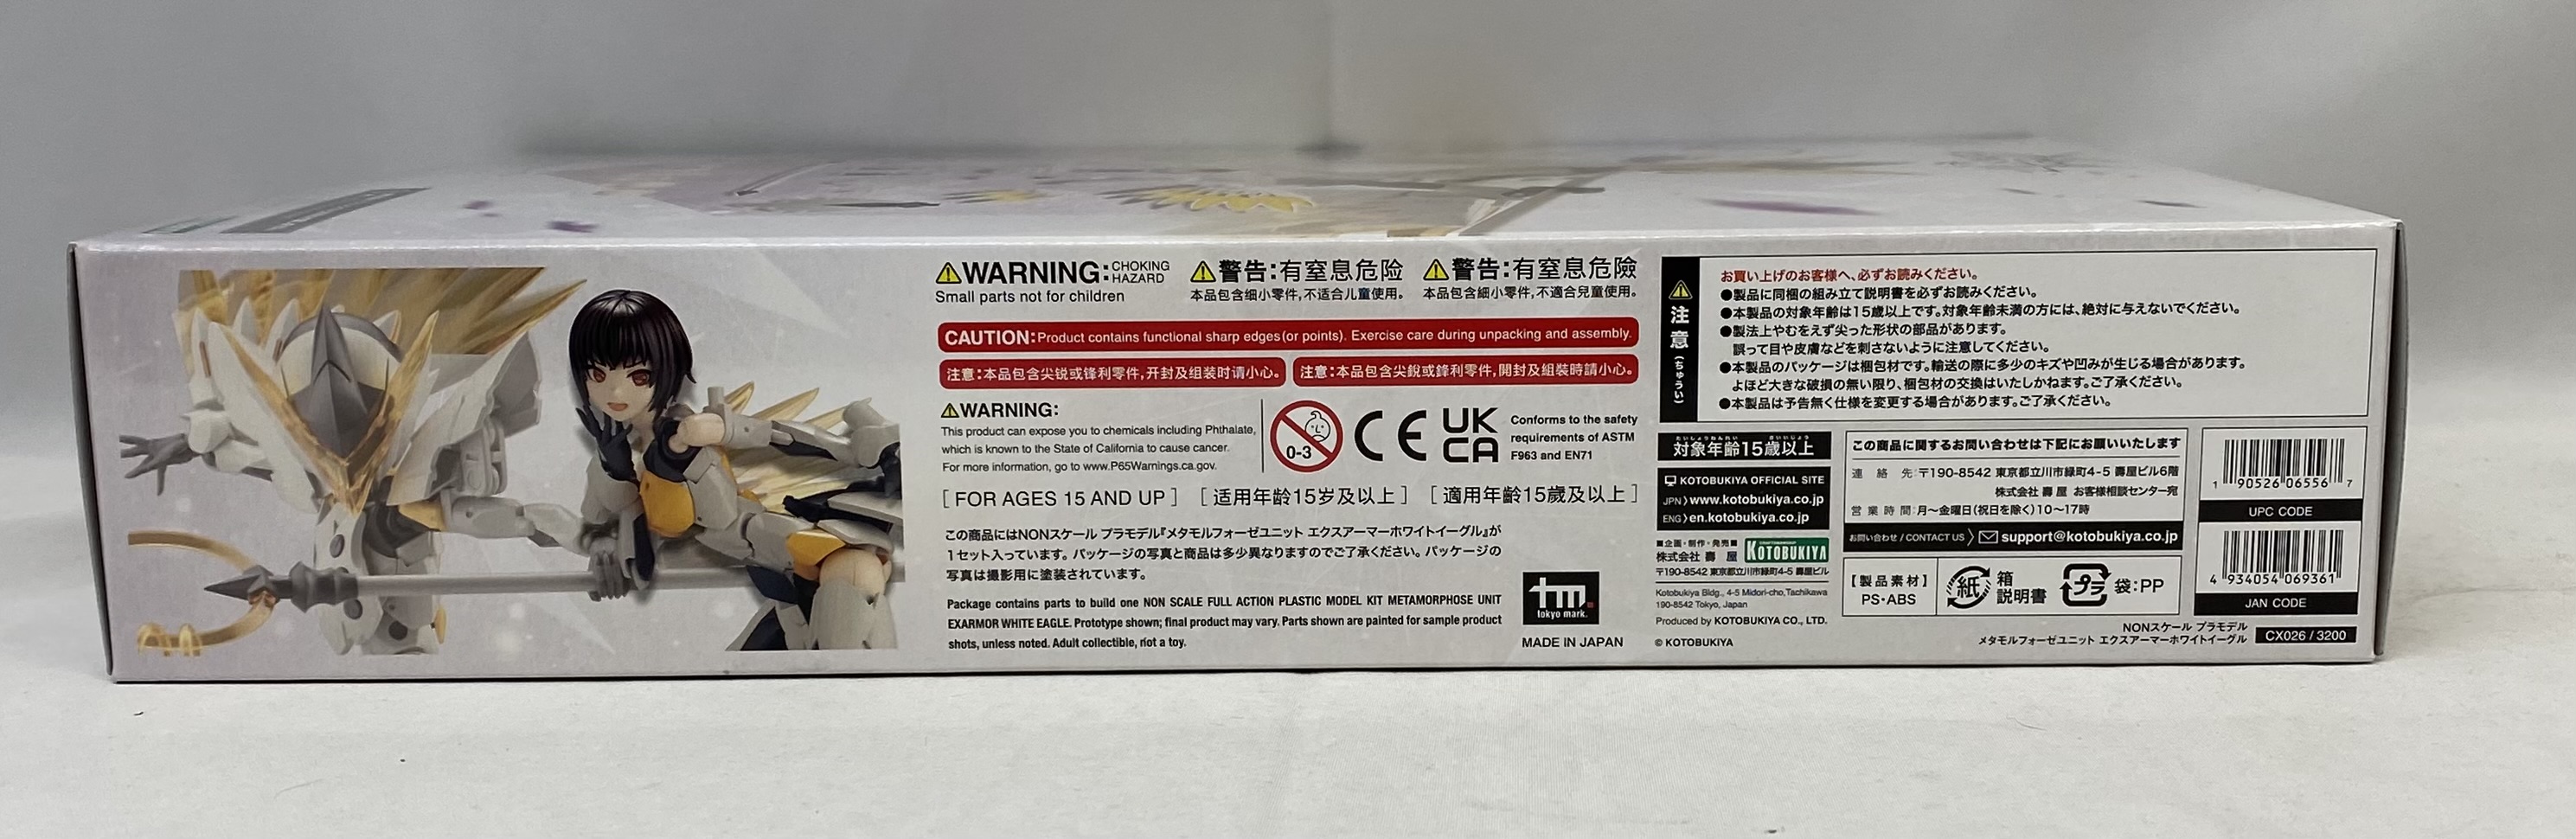 WARNING: CHOKING HAZARD
Small parts not for children
警告:有窒息危险
本品包含细小零件,不适合儿童使用。
警告:有窒息危險
本品包含細小零件,不適合兒童使用。
CAUTION:Product contains functional sharp edges(or points). Exercise care during unpacking and assembly.
注意:本品包含尖锐或锋利零件,开封及组装时请小心。
注意:本品包含尖銳或鋒利零件,開封及組裝時請小心。
WARNING:
This product can expose you to chemicals including Phthalate,
which is known to the State of California to cause cancer.
For more information, go to www.P65Warnings.ca.gov.
0-3
CE
UK
CA
Conforms to the safety
requirements of ASTM
F963 and EN71
[ FOR AGES 15 AND UP ] [ 适用年龄15岁及以上 ] [ 適用年齡15歲及以上 ]
この商品にはNONスケール プラモデル『メタモルフォーゼユニット エクスアーマーホワイトイーグル』が
1セット入っています。パッケージの写真と商品は多少異なりますのでご了承ください。パッケージの
写真は撮影用に塗装されています。
Package contains parts to build one NON SCALE FULL ACTION PLASTIC MODEL KIT METAMORPHOSE UNIT
EXARMOR WHITE EAGLE. Prototype shown; final product may vary. Parts shown are painted for sample product
shots, unless noted. Adult collectible, not a toy.
tm.
tokyo mark.
MADE IN JAPAN
注意(ちゅうい)
お買い上げのお客様へ、必ずお読みください。
●製品に同梱の組み立て説明書を必ずお読みください。
●本製品の対象年齢は15歳以上です。対象年齢未満の方には、絶対に与えないでください。
●製法上やむをえず尖った形状の部品があります。
誤って目や皮膚などを刺さないように注意してください。
●本製品のパッケージは梱包材です。輸送の際に多少のキズや凹みが生じる場合があります。
よほど大きな破損の無い限り、梱包材の交換はいたしかねます。ご了承ください。
●本製品は予告無く仕様を変更する場合があります。ご了承ください。
対象年齢15歳以上
KOTOBUKIYA OFFICIAL SITE
JPN〉www.kotobukiya.co.jp
ENG〉en.kotobukiya.co.jp
■企画・制作・発売■
株式会社 壽 屋 KOTOBUKIYA
〒190-8542 東京都立川市緑町4-5 壽屋ビル
Kotobukiya Bldg., 4-5 Midori-cho,Tachikawa
190-8542 Tokyo, Japan
Produced by KOTOBUKIYA CO., LTD.
© KOTOBUKIYA
この商品に関するお問い合わせは下記にお願いいたします
連 絡 先:〒190-8542 東京都立川市緑町4-5 壽屋ビル6階
株式会社 壽 屋 お客様相談センター宛
営 業 時 間:月～金曜日(祝日を除く)10～17時
お問い合わせ / CONTACT US〉support@kotobukiya.co.jp
【製品素材】
PS・ABS
紙 箱
説明書
プラ 袋:PP
1 90526 06556 7
UPC CODE
4 934054 069361
JAN CODE
NONスケール プラモデル
メタモルフォーゼユニット エクスアーマーホワイトイーグル CX026 / 3200